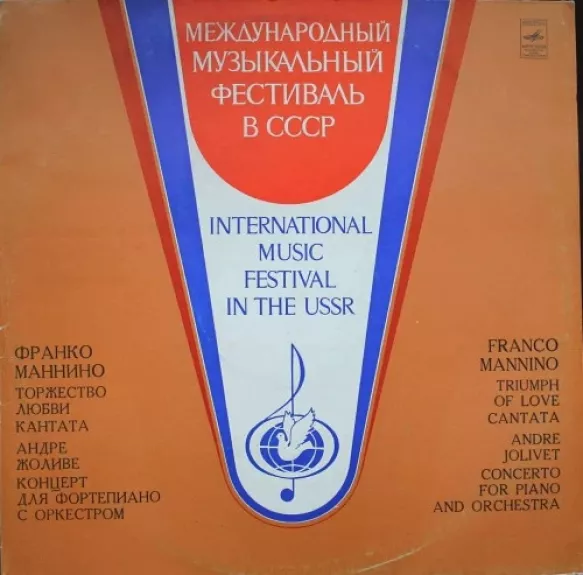 МЕЖДУНАРОДНЫЙ
МУЗЫКАЛЬНЫЙ
ФЕСТИВАЛЬ
В СССР
INTERNATIONAL
MUSIC
FESTIVAL
IN THE USSR
ФРАНКО
МАННИНО
ТОРЖЕСТВО
ЛЮБВИ
КАНТАТА
АНДРЕ
ЖОЛИВЕ
КОНЦЕРТ
ДЛЯ ФОРТЕПИАНО
С ОРКЕСТРОМ
FRANCO
MANNINO
TRIUMPH
OF LOVE
CANTATA
ANDRE
JOLIVET
CONCERTO
FOR PIANO
AND ORCHESTRA